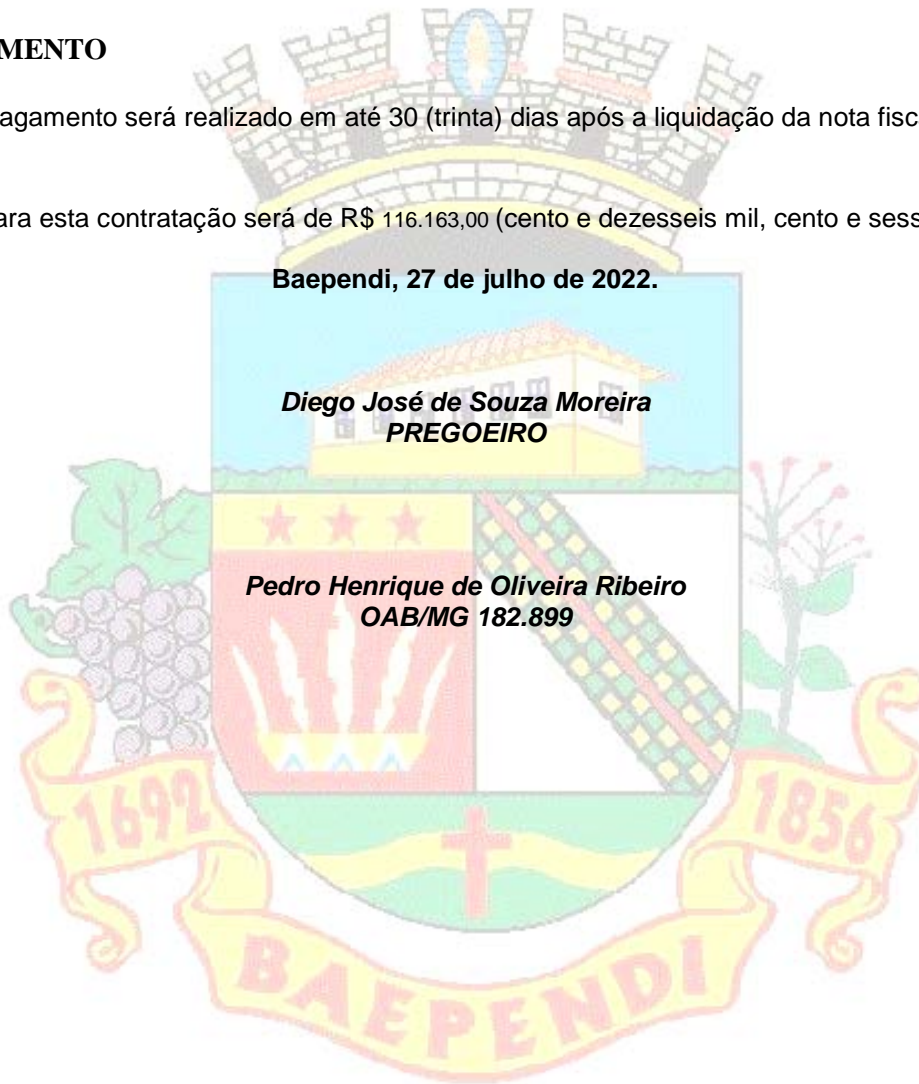 MENTO
agamento será realizado em até 30 (trinta) dias após a liquidação da nota fisc
ara esta contratação será de R$ 116.163,00 (cento e dezesseis mil, cento e sess
Baependi, 27 de julho de 2022.
Diego José de Souza Moreira
PREGOEIRO
Pedro Henrique de Oliveira Ribeiro
OAB/MG 182.899
1692
1856
BAEPENDI